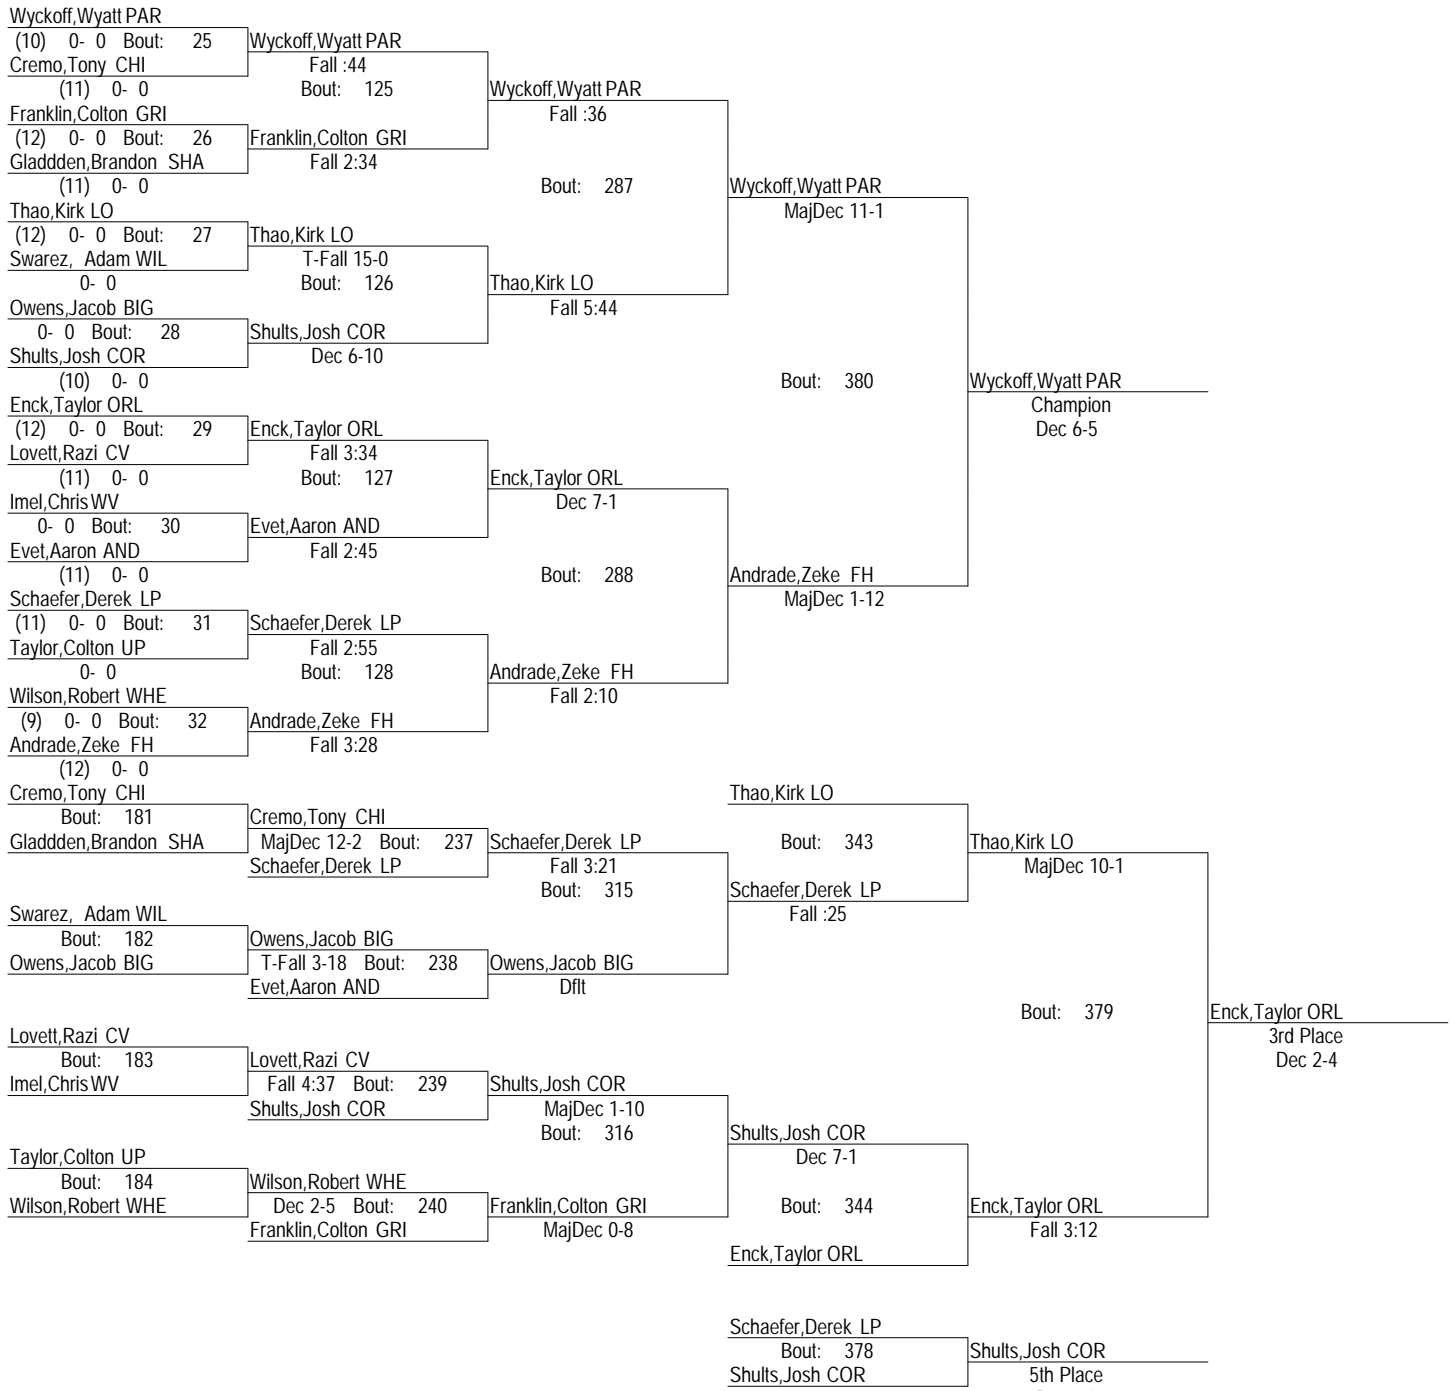 Wyckoff,Wyatt PAR
(10) 0- 0 Bout: 25 Wyckoff,Wyatt PAR
Cremo,Tony CHI Fall :44
(11) 0- 0 Bout: 125 Wyckoff,Wyatt PAR
Franklin,Colton GRI Fall :36
(12) 0- 0 Bout: 26 Franklin,Colton GRI
Gladdden,Brandon SHA Fall 2:34
(11) 0- 0 Bout: 287 Wyckoff,Wyatt PAR
Thao,Kirk LO MajDec 11-1
(12) 0- 0 Bout: 27 Thao,Kirk LO
Swarez, Adam WIL T-Fall 15-0
0- 0 Bout: 126 Thao,Kirk LO
Owens,Jacob BIG Fall 5:44
0- 0 Bout: 28 Shults,Josh COR
Shults,Josh COR Dec 6-10
(10) 0- 0 Bout: 380 Wyckoff,Wyatt PAR
Enck,Taylor ORL Champion
(12) 0- 0 Bout: 29 Enck,Taylor ORL Dec 6-5
Lovett,Razi CV Fall 3:34
(11) 0- 0 Bout: 127 Enck,Taylor ORL
Imel,Chris WV Dec 7-1
0- 0 Bout: 30 Evet,Aaron AND
Evet,Aaron AND Fall 2:45
(11) 0- 0 Bout: 288 Andrade,Zeke FH
Schaefer,Derek LP MajDec 1-12
(11) 0- 0 Bout: 31 Schaefer,Derek LP
Taylor,Colton UP Fall 2:55
0- 0 Bout: 128 Andrade,Zeke FH
Wilson,Robert WHE Fall 2:10
(9) 0- 0 Bout: 32 Andrade,Zeke FH
Andrade,Zeke FH Fall 3:28
(12) 0- 0
Cremo,Tony CHI Thao,Kirk LO
Bout: 181 Cremo,Tony CHI
Gladdden,Brandon SHA MajDec 12-2 Bout: 237 Schaefer,Derek LP Bout: 343 Thao,Kirk LO
Schaefer,Derek LP Fall 3:21 MajDec 10-1
Bout: 315 Schaefer,Derek LP
Swarez, Adam WIL Fall :25
Bout: 182 Owens,Jacob BIG
Owens,Jacob BIG T-Fall 3-18 Bout: 238 Owens,Jacob BIG
Evet,Aaron AND Dflt
Bout: 379 Enck,Taylor ORL
Lovett,Razi CV 3rd Place
Bout: 183 Lovett,Razi CV Dec 2-4
Imel,Chris WV Fall 4:37 Bout: 239 Shults,Josh COR
Shults,Josh COR MajDec 1-10
Bout: 316 Shults,Josh COR
Taylor,Colton UP Dec 7-1
Bout: 184 Wilson,Robert WHE
Wilson,Robert WHE Dec 2-5 Bout: 240 Franklin,Colton GRI Bout: 344 Enck,Taylor ORL
Franklin,Colton GRI MajDec 0-8 Fall 3:12
Enck,Taylor ORL
Schaefer,Derek LP
Bout: 378 Shults,Josh COR
Shults,Josh COR 5th Place